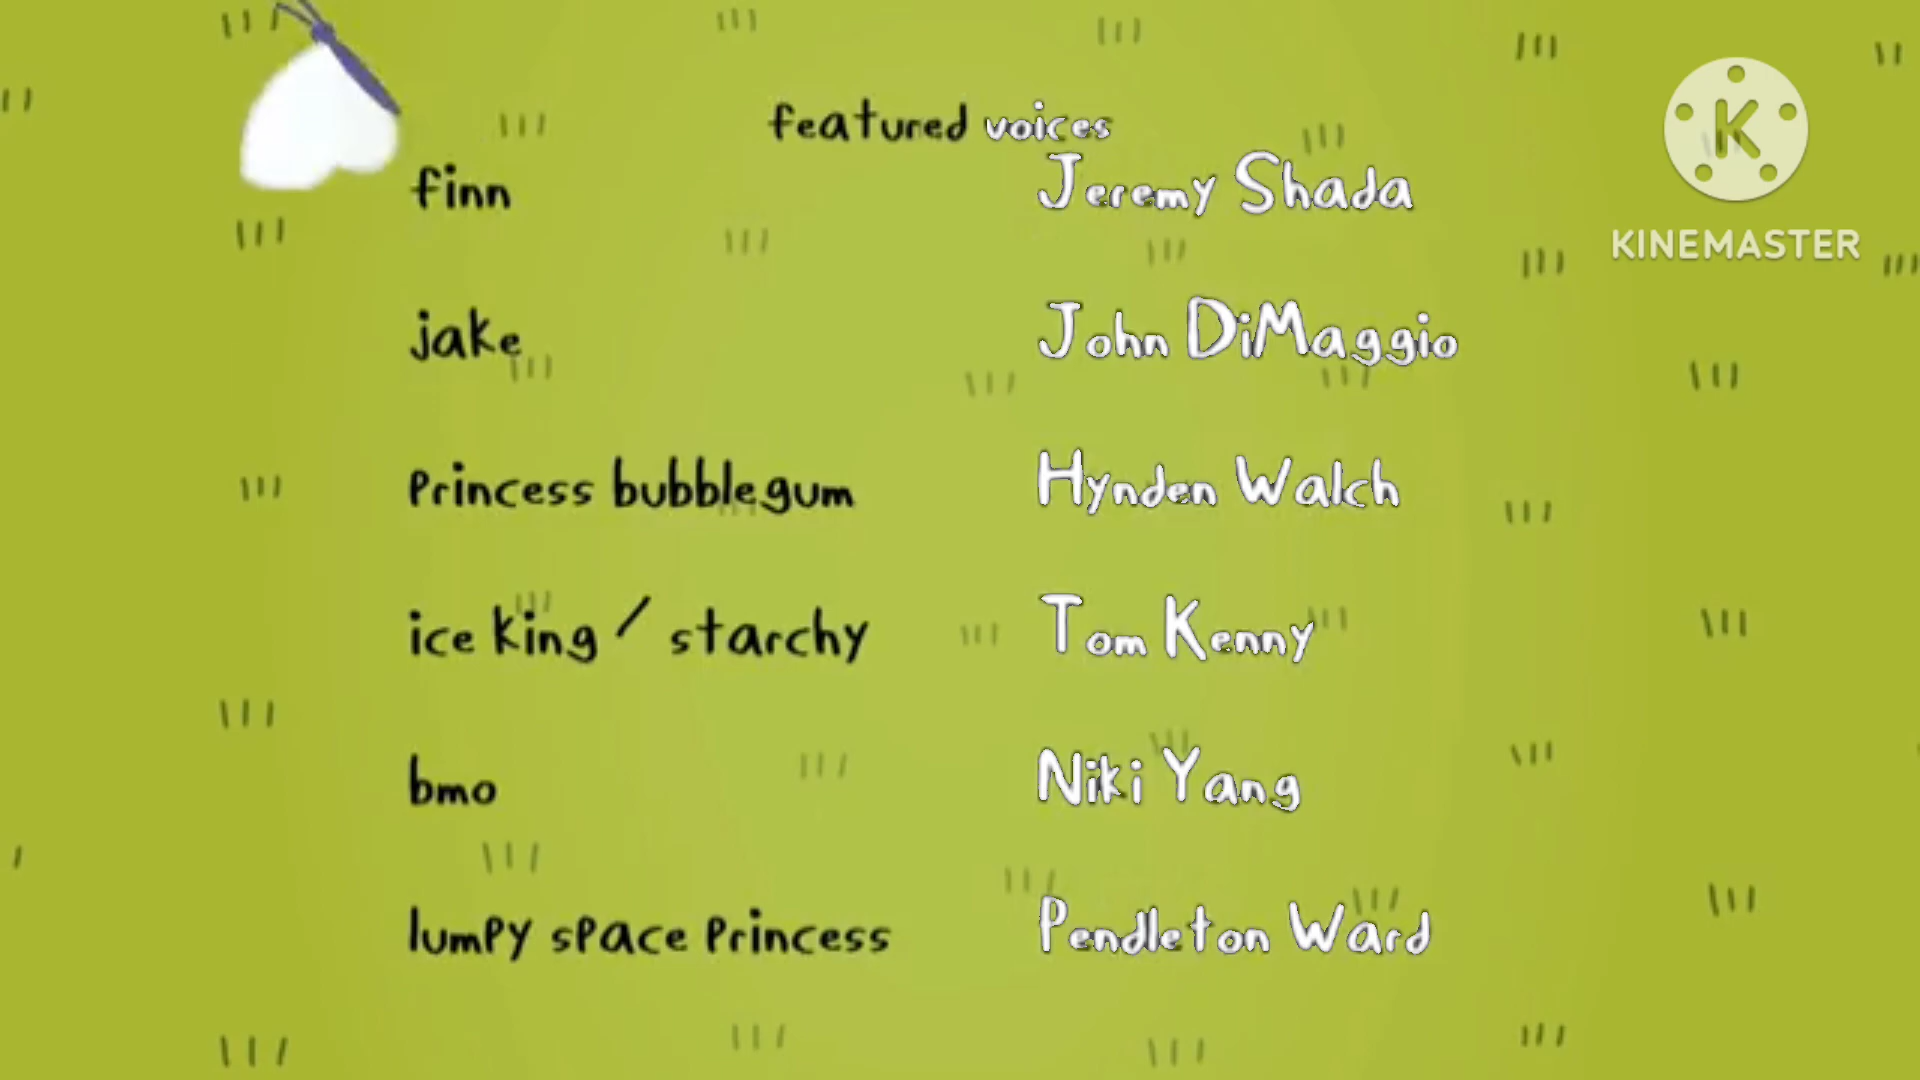 featured voices
finn Jeremy Shada
jake John DiMaggio
Princess bubblegum Hynden Walch
ice king / starchy Tom Kenny
bmo Niki Yang
lumpy space Princess Pendleton Ward
K
KINEMASTER